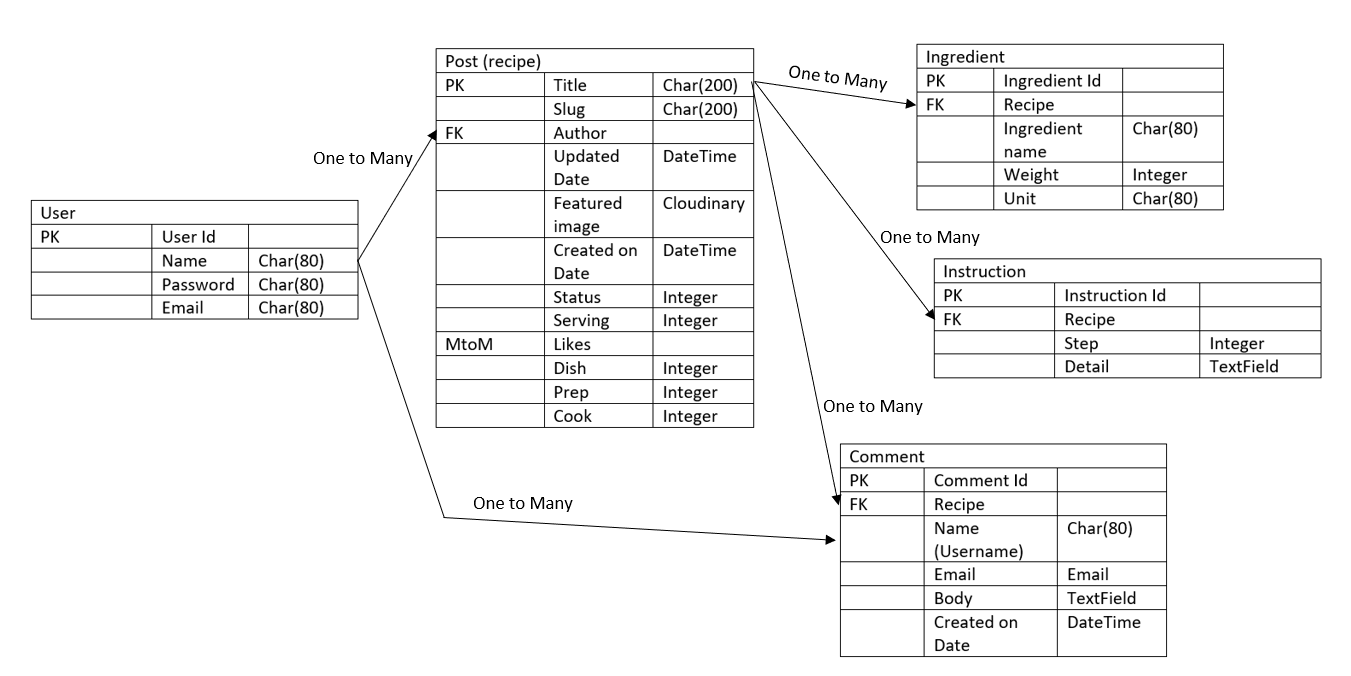 User
PK User Id
Name Char(80)
Password Char(80)
Email Char(80)
One to Many
Post (recipe)
PK Title Char(200)
Slug Char(200)
FK Author
Updated DateTime
Date
Featured Cloudinary
image
Created on DateTime
Date
Status Integer
Serving Integer
MtoM Likes
Dish Integer
Prep Integer
Cook Integer
One to Many
Ingredient
PK Ingredient Id
FK Recipe
Ingredient Char(80)
name
Weight Integer
Unit Char(80)
One to Many
Instruction
PK Instruction Id
FK Recipe
Step Integer
Detail TextField
One to Many
One to Many
Comment
PK Comment Id
FK Recipe
Name Char(80)
(Username)
Email Email
Body TextField
Created on DateTime
Date